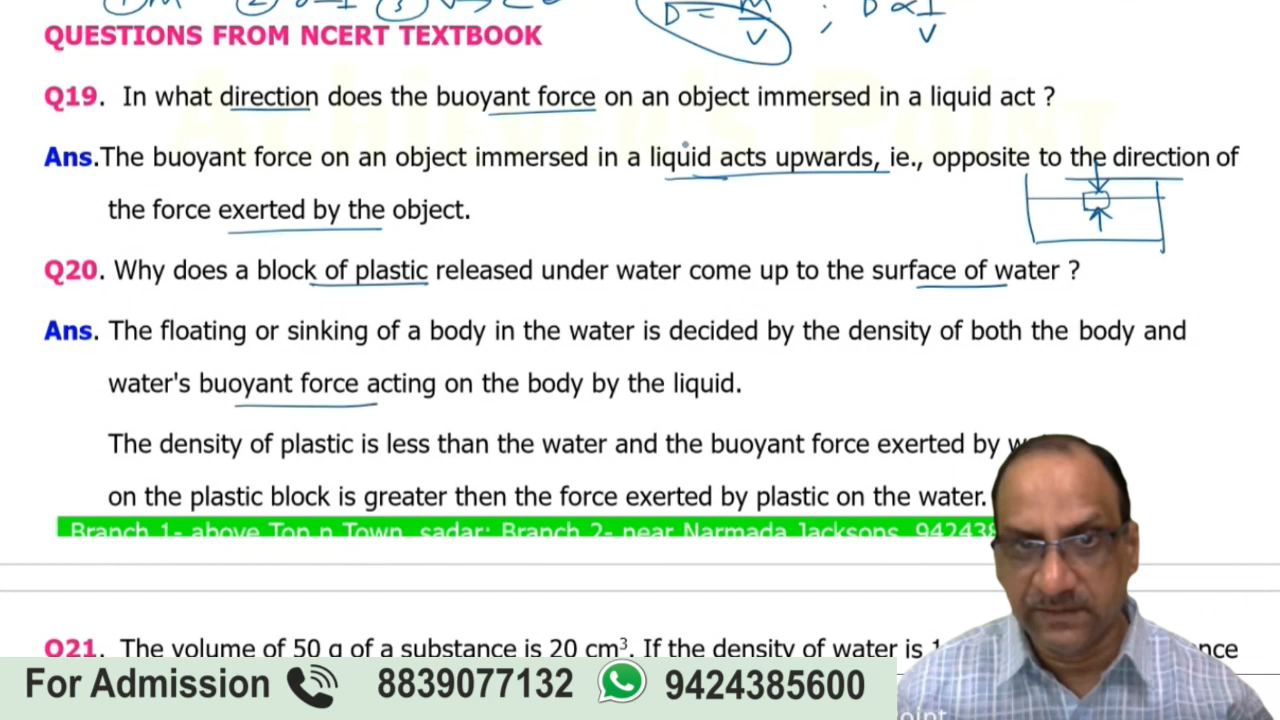 QUESTIONS FROM NCERT TEXTBOOK
Q19. In what direction does the buoyant force on an object immersed in a liquid act ?
Ans.The buoyant force on an object immersed in a liquid acts upwards, ie., opposite to the direction of
the force exerted by the object.
Q20. Why does a block of plastic released under water come up to the surface of water ?
Ans. The floating or sinking of a body in the water is decided by the density of both the body and
water's buoyant force acting on the body by the liquid.
The density of plastic is less than the water and the buoyant force exerted by
on the plastic block is greater then the force exerted by plastic on the water.
Branch 1- above Top n Town, sadar; Branch 2- near Narmada Jacksons,
Q21. The volume of 50 g of a substance is 20 cm³. If the density of water is
For Admission 8839077132 9424385600